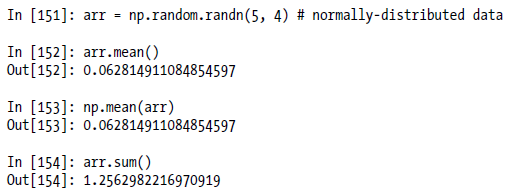 In [151]: arr = np.random.randn(5, 4) # normally-distributed data
In [152]: arr.mean()
Out[152]: 0.062814911084854597
In [153]: np.mean(arr)
Out[153]: 0.062814911084854597
In [154]: arr.sum()
Out[154]: 1.2562982216970919